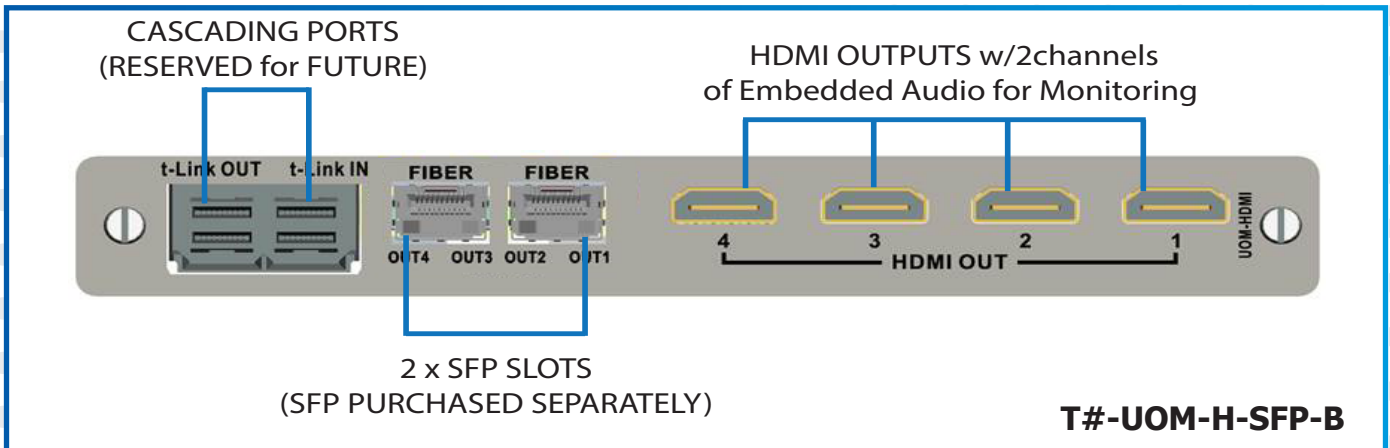 CASCADING PORTS
(RESERVED for FUTURE)
HDMI OUTPUTS w/2channels
of Embedded Audio for Monitoring
t-Link OUT t-Link IN
FIBER FIBER
OUT4 OUT3 OUT2 OUT1
4 3 2 1
HDMI OUT
UOM-HDMI
2 x SFP SLOTS
(SFP PURCHASED SEPARATELY)
T#-UOM-H-SFP-B